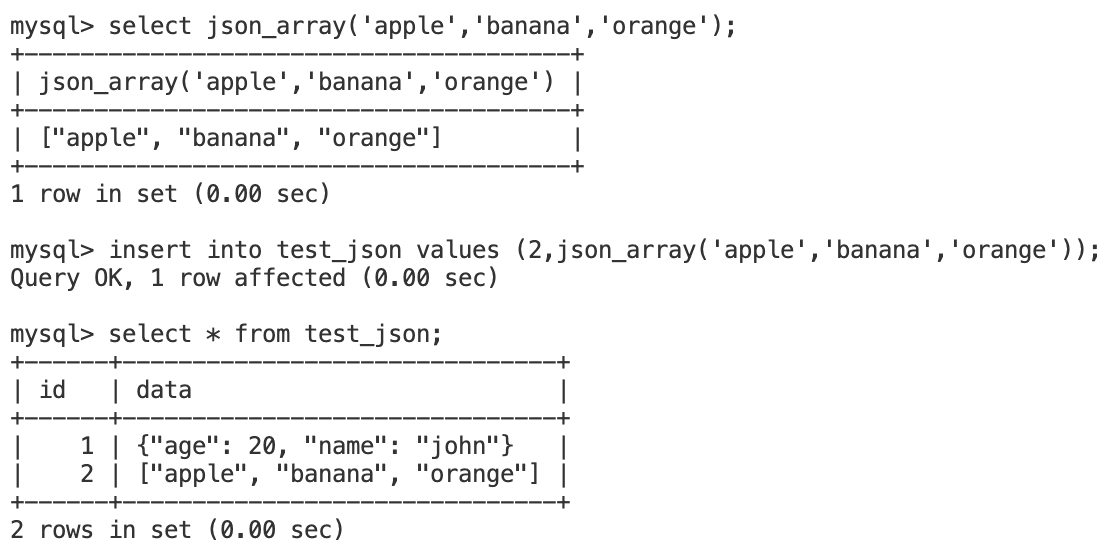 mysql> select json_array('apple','banana','orange');
+---------------------------------------+
| json_array('apple','banana','orange') |
+---------------------------------------+
| ["apple", "banana", "orange"]         |
+---------------------------------------+
1 row in set (0.00 sec)
mysql> insert into test_json values (2,json_array('apple','banana','orange'));
Query OK, 1 row affected (0.00 sec)
mysql> select * from test_json;
+------+-------------------------------+
| id   | data                          |
+------+-------------------------------+
|    1 | {"age": 20, "name": "john"}   |
|    2 | ["apple", "banana", "orange"] |
+------+-------------------------------+
2 rows in set (0.00 sec)